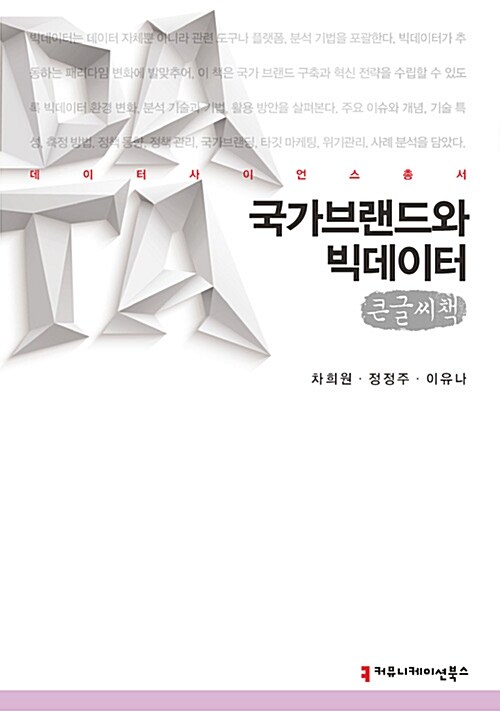 빅데이터는 데이터 자체뿐 아니라 관련 도구나 플랫폼, 분석 기법을 포괄한다. 빅데이터가 추
동하는 패러다임 변화에 발맞추어, 이 책은 국가 브랜드 구축과 혁신 전략을 수립할 수 있도
록 빅데이터 환경 변화, 분석 기술과 기법, 활용 방안을 살펴본다. 주요 이슈와 개념, 기술 특
성, 측정 방법, 정책 동향, 정책 관리, 국가브랜딩, 타깃 마케팅, 위기관리, 사례 분석을 담았다.
데이터사이언스총서
DATA
국가브랜드와
빅데이터
큰글씨책
차희원 · 정정주 · 이유나
커뮤니케이션북스